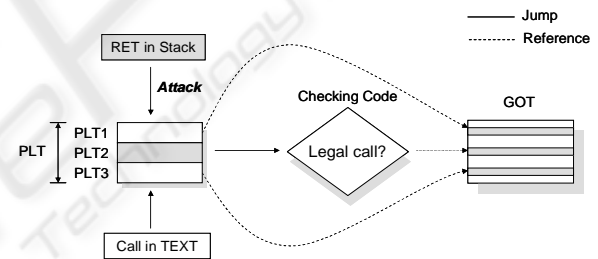 Jump
Reference
RET in Stack
Attack
Checking Code
GOT
PLT
PLT1
PLT2
PLT3
Legal call?
Call in TEXT